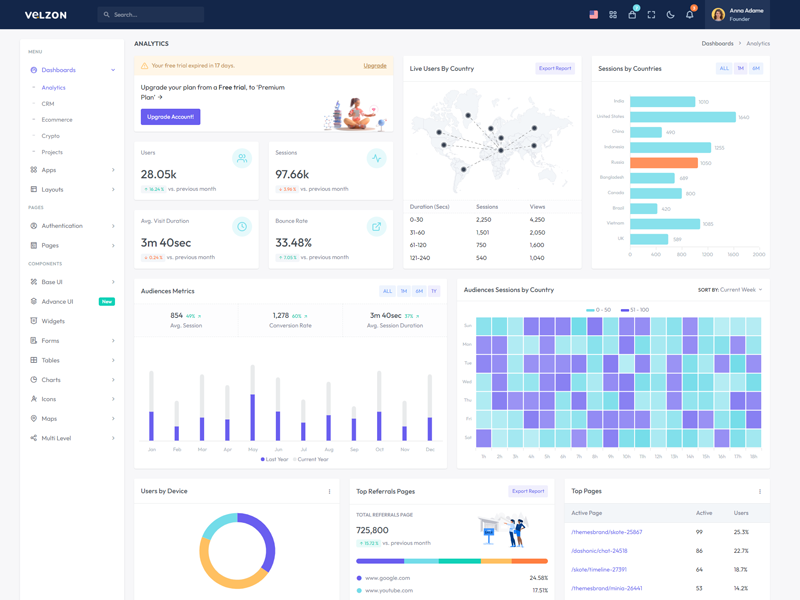 VELZON
Search...
2
3
Anna Adame
Founder
MENU
Dashboards
Analytics
CRM
Ecommerce
Crypto
Projects
Apps
Layouts
PAGES
Authentication
Pages
COMPONENTS
Base UI
Advance UI
New
Widgets
Forms
Tables
Charts
Icons
Maps
Multi Level
ANALYTICS
Dashboards
Analytics
Your free trial expired in 17 days.
Upgrade
Upgrade your plan from a Free trial, to 'Premium
Plan' →
Upgrade Account!
Users
28.05k
16.24 %
vs. previous month
Sessions
97.66k
3.96 %
vs. previous month
Avg. Visit Duration
3m 40sec
0.24 %
vs. previous month
Bounce Rate
33.48%
7.05 %
vs. previous month
Live Users By Country
Export Report
Duration (Secs) Sessions Views
0-30 2,250 4,250
31-60 1,501 2,050
61-120 750 1,600
121-240 540 1,040
Sessions by Countries
ALL 1M 6M
India 1010
United States 1640
China 490
Indonesia 1255
Russia 1050
Bangladesh 689
Canada 800
Brazil 420
Vietnam 1085
UK 589
0 400 800 1200 1600 2000
Audiences Metrics
ALL 1M 6M 1Y
854 49%
Avg. Session
1,278 60%
Conversion Rate
3m 40sec 37%
Avg. Session Duration
Jan Feb Mar Apr May Jun Jul Aug Sep Oct Nov Dec
Last Year Current Year
Audiences Sessions by Country
SORT BY: Current Week
0 - 50 51 - 100
Sun
Mon
Tue
Wed
Thu
Fri
Sat
1h 2h 3h 4h 5h 6h 7h 8h 9h 10h 11h 12h 13h 14h 15h 16h 17h 18h
Users by Device
Top Referrals Pages
Export Report
TOTAL REFERRALS PAGE
725,800
15.72 %
vs. previous month
www.google.com 24.58%
www.youtube.com 17.51%
Top Pages
Active Page Active Users
/themesbrand/skote-25867 99 25.3%
/dashonic/chat-24518 86 22.7%
/skote/timeline-27391 64 18.7%
/themesbrand/minia-26441 53 14.2%